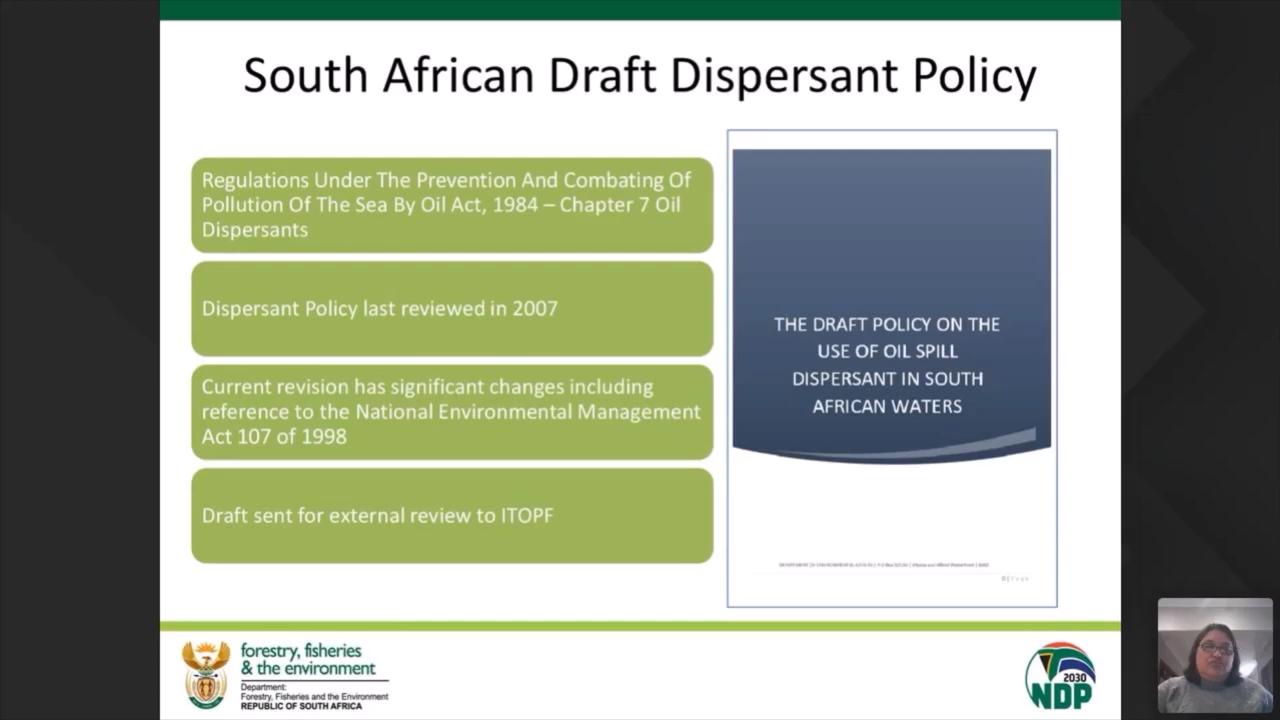 South African Draft Dispersant Policy
Regulations Under The Prevention And Combating Of
Pollution Of The Sea By Oil Act, 1984 – Chapter 7 Oil
Dispersants
Dispersant Policy last reviewed in 2007
Current revision has significant changes including
reference to the National Environmental Management
Act 107 of 1998
Draft sent for external review to ITOPF
THE DRAFT POLICY ON THE
USE OF OIL SPILL
DISPERSANT IN SOUTH
AFRICAN WATERS
forestry, fisheries
& the environment
Department:
Forestry, Fisheries and the Environment
REPUBLIC OF SOUTH AFRICA
2030
NDP